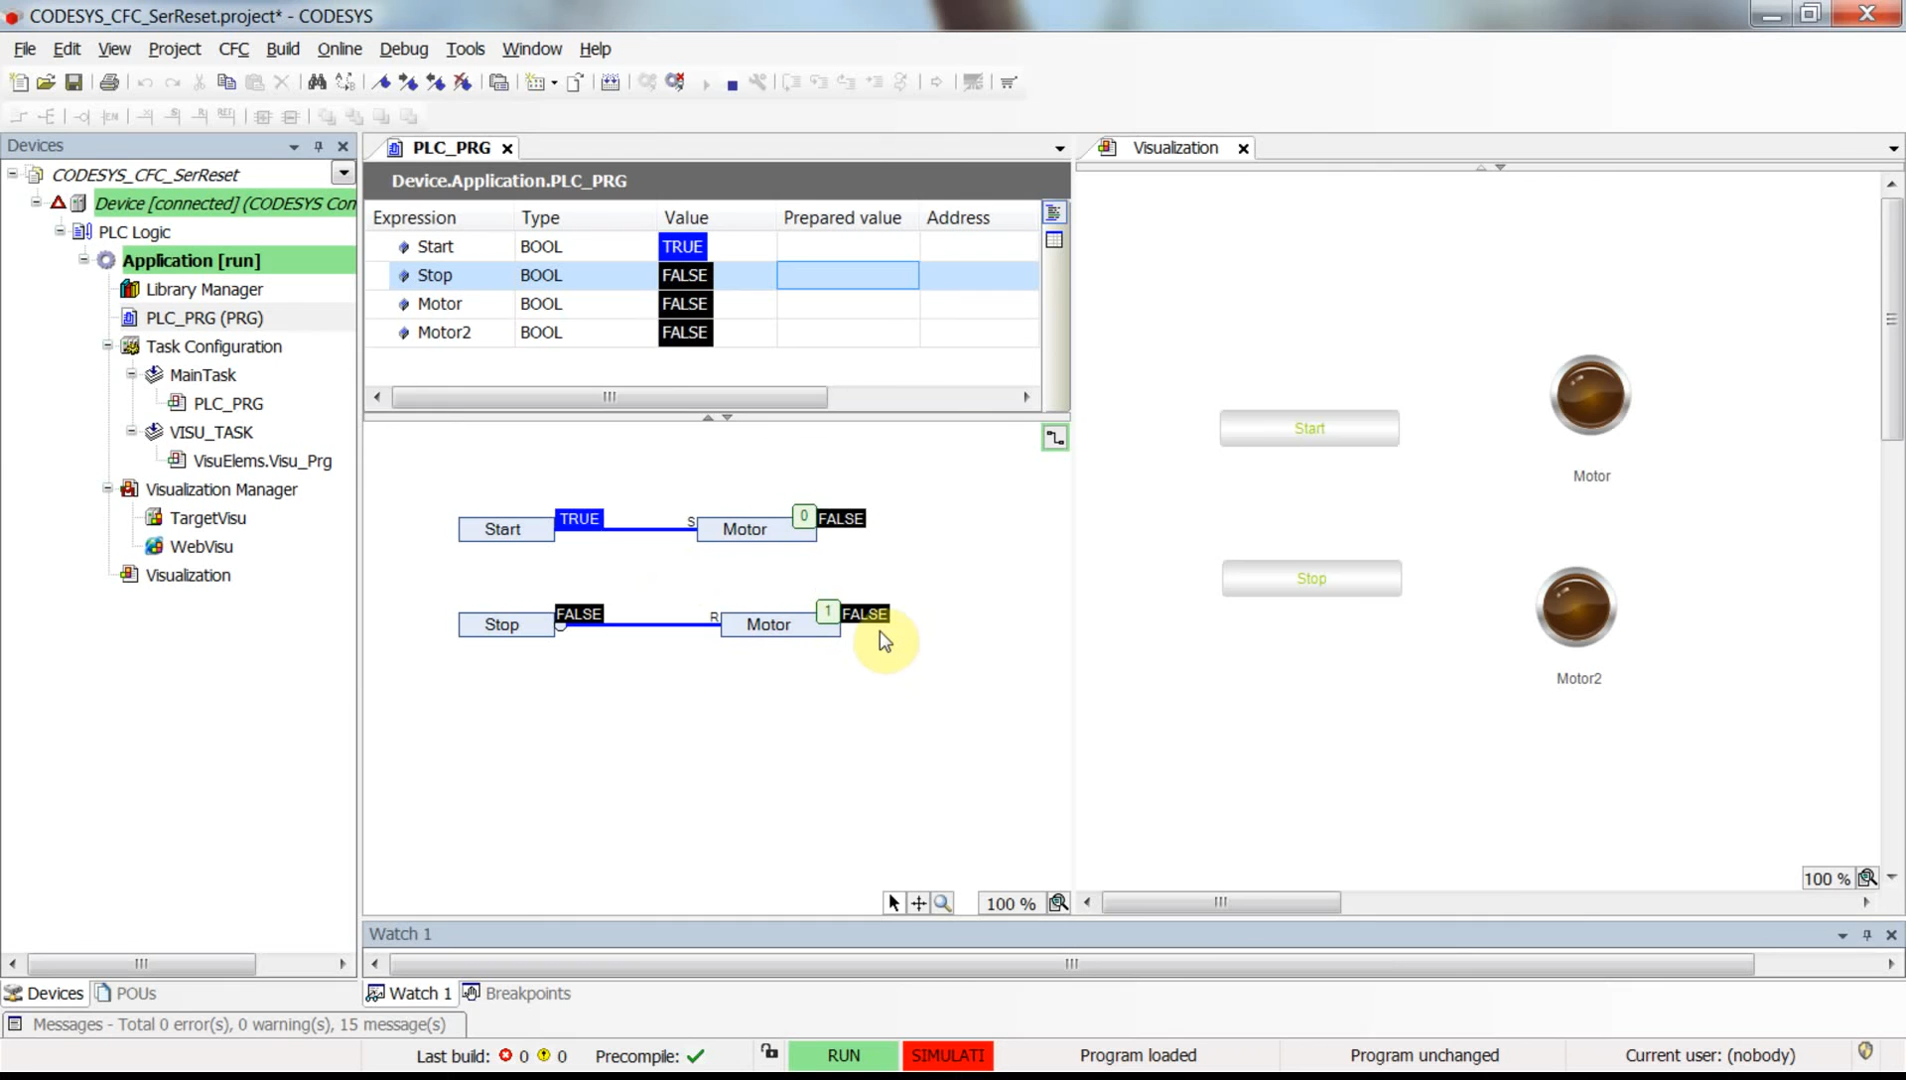 CODESYS_CFC_SerReset.project* - CODESYS
File Edit View Project CFC Build Online Debug Tools Window Help
Devices
CODESYS_CFC_SerReset
Device [connected] (CODESYS Con
PLC Logic
Application [run]
Library Manager
PLC_PRG (PRG)
Task Configuration
MainTask
PLC_PRG
VISU_TASK
VisuElems.Visu_Prg
Visualization Manager
TargetVisu
WebVisu
Visualization
Devices POUs
PLC_PRG
Device.Application.PLC_PRG
Expression Type Value Prepared value Address
Start BOOL TRUE
Stop BOOL FALSE
Motor BOOL FALSE
Motor2 BOOL FALSE
Start TRUE S Motor 0 FALSE
Stop FALSE R Motor 1 FALSE
100 %
Visualization
Start
Motor
Stop
Motor2
100 %
Watch 1
Watch 1 Breakpoints
Messages - Total 0 error(s), 0 warning(s), 15 message(s)
Last build: 0 0 Precompile: RUN SIMULATI Program loaded Program unchanged Current user: (nobody)